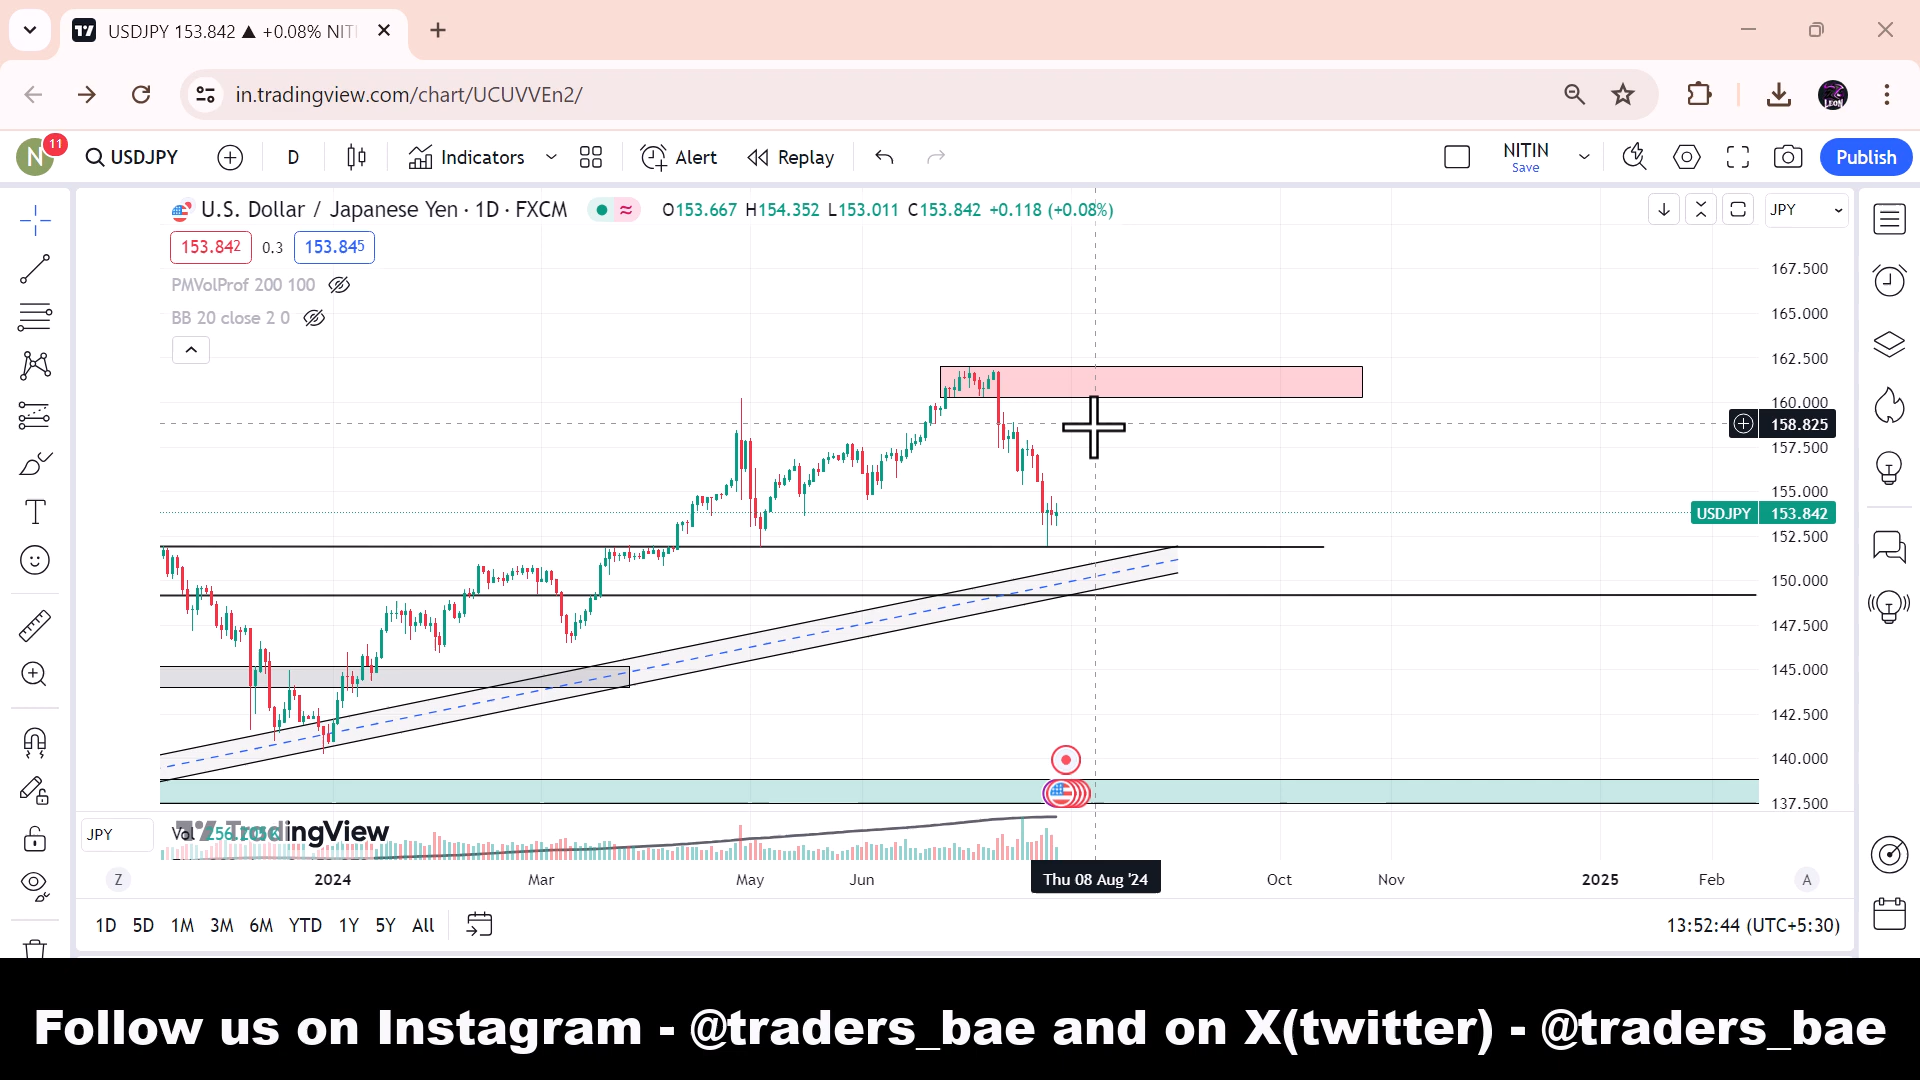 USDJPY 153.842 ▲ +0.08% NITI
in.tradingview.com/chart/UCUVVEn2/
LEON
N 11 USDJPY D Indicators Alert Replay NITIN Save Publish
U.S. Dollar / Japanese Yen · 1D · FXCM O153.667 H154.352 L153.011 C153.842 +0.118 (+0.08%) JPY
153.842 0.3 153.845
PMVolProf 200 100
BB 20 close 2 0
167.500
165.000
162.500
160.000
158.825
157.500
155.000
USDJPY 153.842
152.500
150.000
147.500
145.000
142.500
140.000
137.500
JPY Vol TradingView
Z 2024 Mar May Jun Thu 08 Aug '24 Oct Nov 2025 Feb A
1D 5D 1M 3M 6M YTD 1Y 5Y All 13:52:44 (UTC+5:30)
Follow us on Instagram - @traders_bae and on X(twitter) - @traders_bae